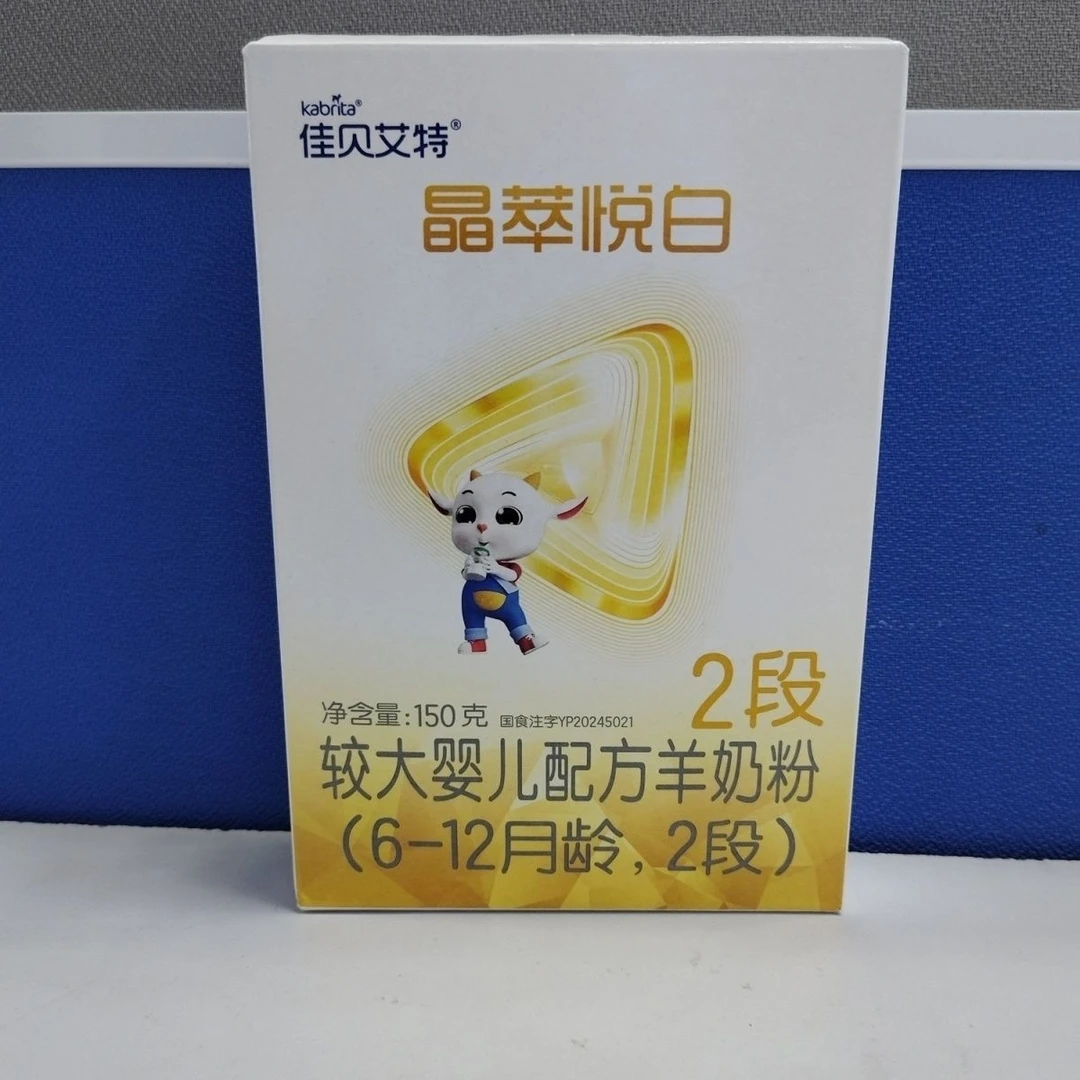 kabrita®
佳贝艾特®
晶萃悦白
2段
净含量:150克 国食注字YP20245021
较大婴儿配方羊奶粉
(6-12月龄, 2段)